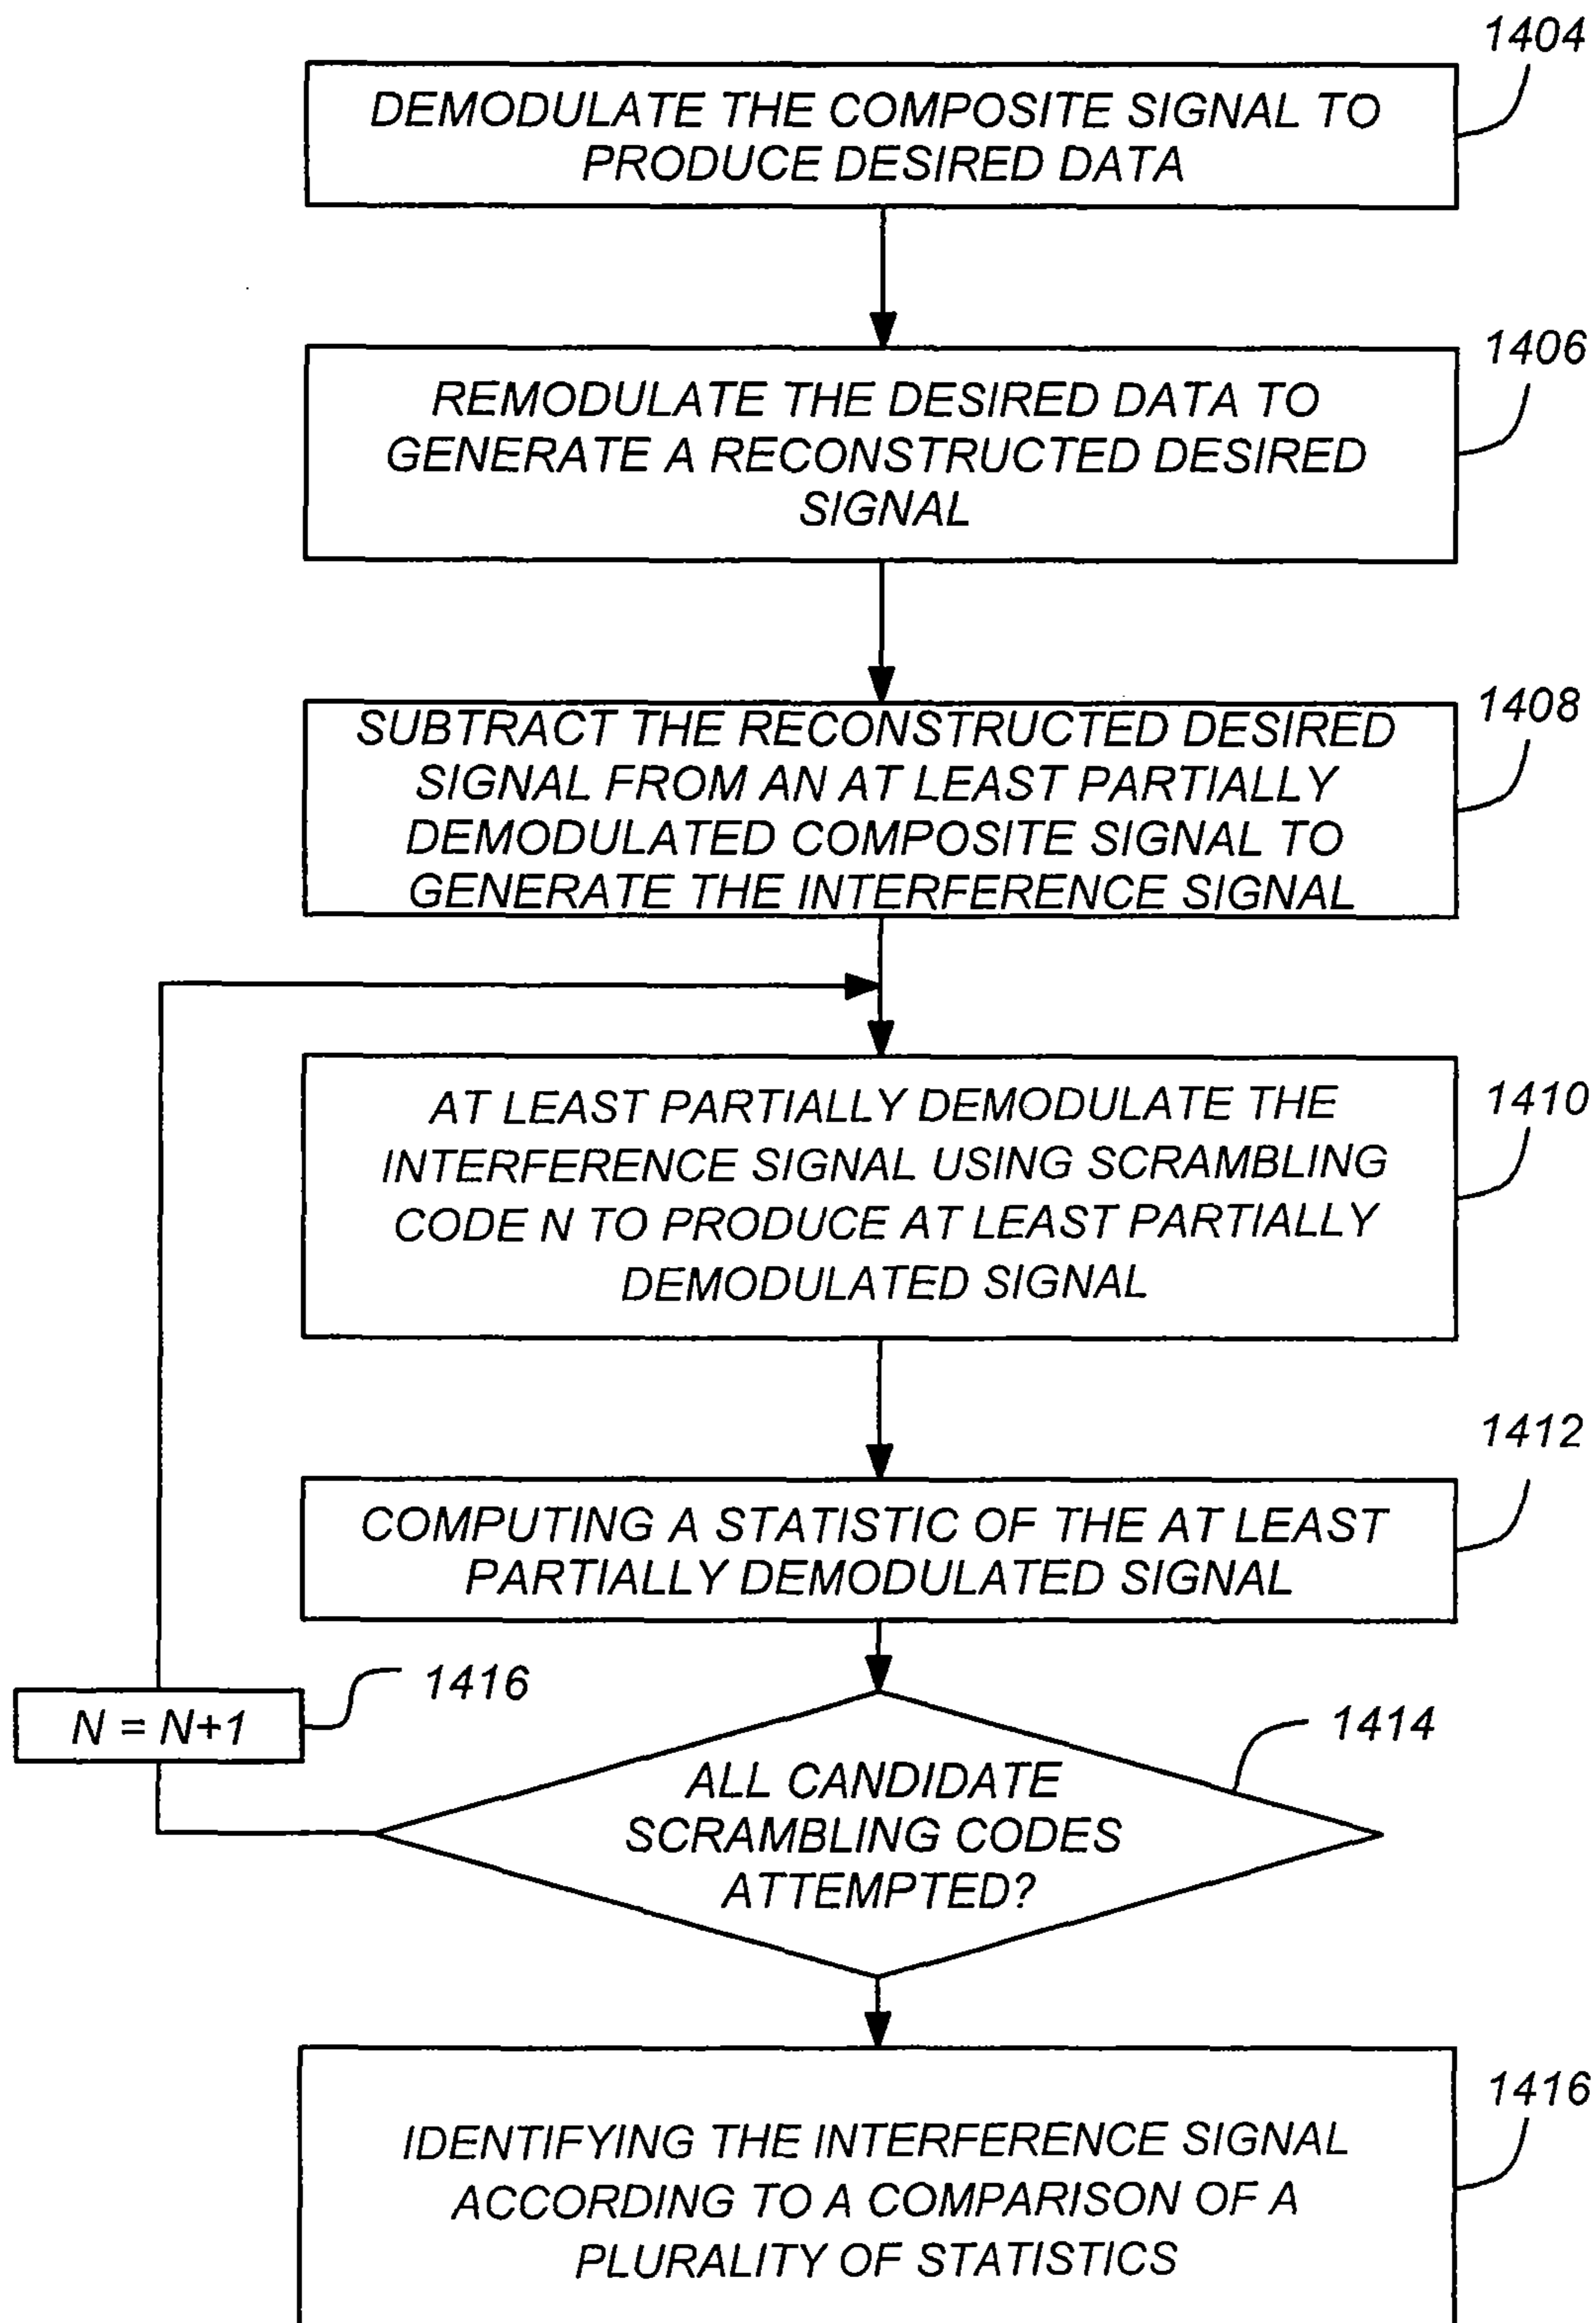 1404
DEMODULATE THE COMPOSITE SIGNAL TO
PRODUCE DESIRED DATA
1406
REMODULATE THE DESIRED DATA TO
GENERATE A RECONSTRUCTED DESIRED
SIGNAL
1408
SUBTRACT THE RECONSTRUCTED DESIRED
SIGNAL FROM AN AT LEAST PARTIALLY
DEMODULATED COMPOSITE SIGNAL TO
GENERATE THE INTERFERENCE SIGNAL
1410
AT LEAST PARTIALLY DEMODULATE THE
INTERFERENCE SIGNAL USING SCRAMBLING
CODE N TO PRODUCE AT LEAST PARTIALLY
DEMODULATED SIGNAL
1412
COMPUTING A STATISTIC OF THE AT LEAST
PARTIALLY DEMODULATED SIGNAL
1416
N = N+1
1414
ALL CANDIDATE
SCRAMBLING CODES
ATTEMPTED?
1416
IDENTIFYING THE INTERFERENCE SIGNAL
ACCORDING TO A COMPARISON OF A
PLURALITY OF STATISTICS